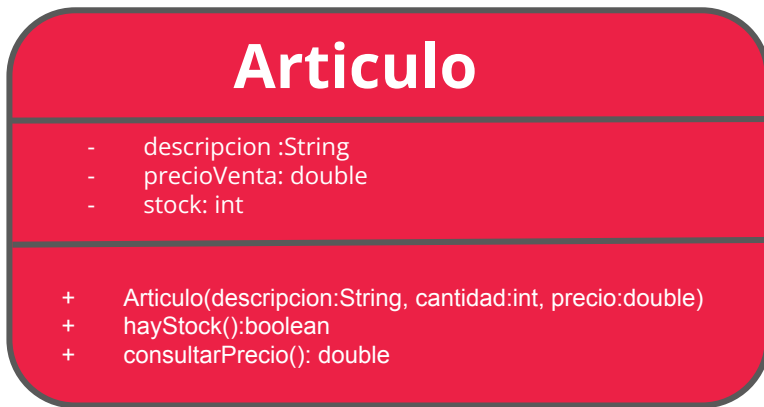 Articulo
- descripcion :String
- precioVenta: double
- stock: int
+ Articulo(descripcion:String, cantidad:int, precio:double)
+ hayStock():boolean
+ consultarPrecio(): double